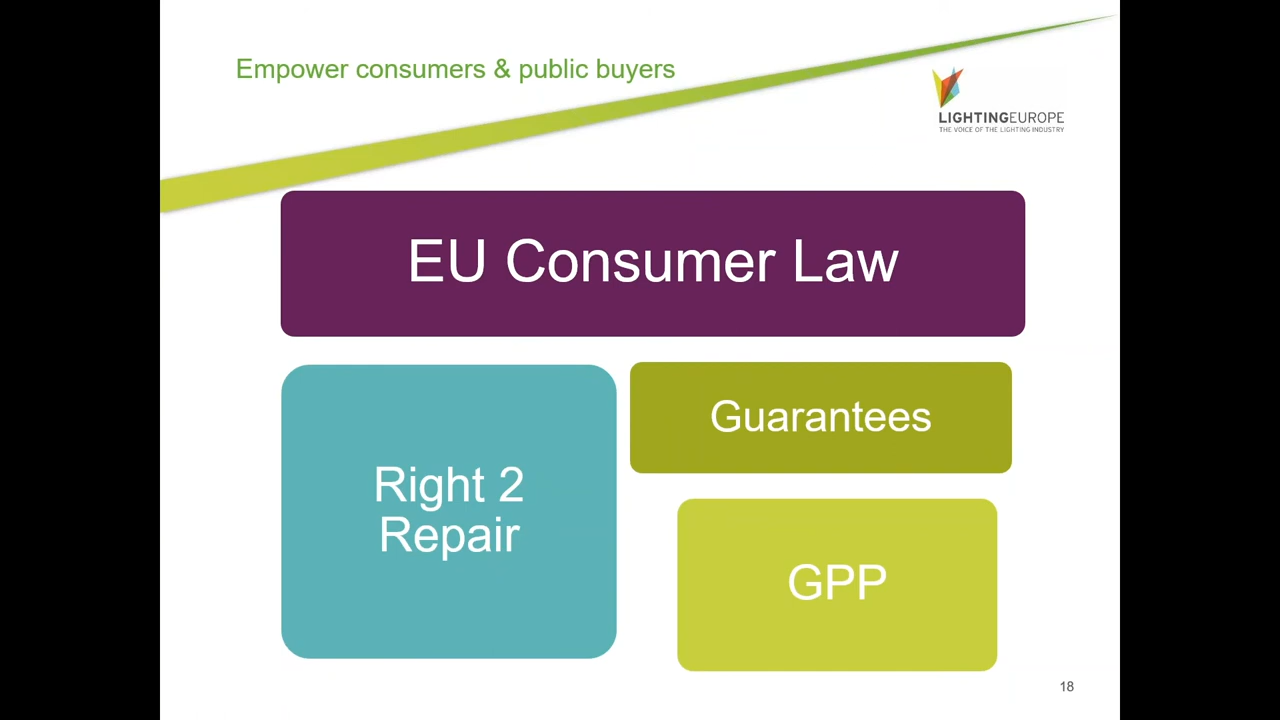 Empower consumers & public buyers
LIGHTINGEUROPE
THE VOICE OF THE LIGHTING INDUSTRY
EU Consumer Law
Guarantees
Right 2
Repair
GPP
18